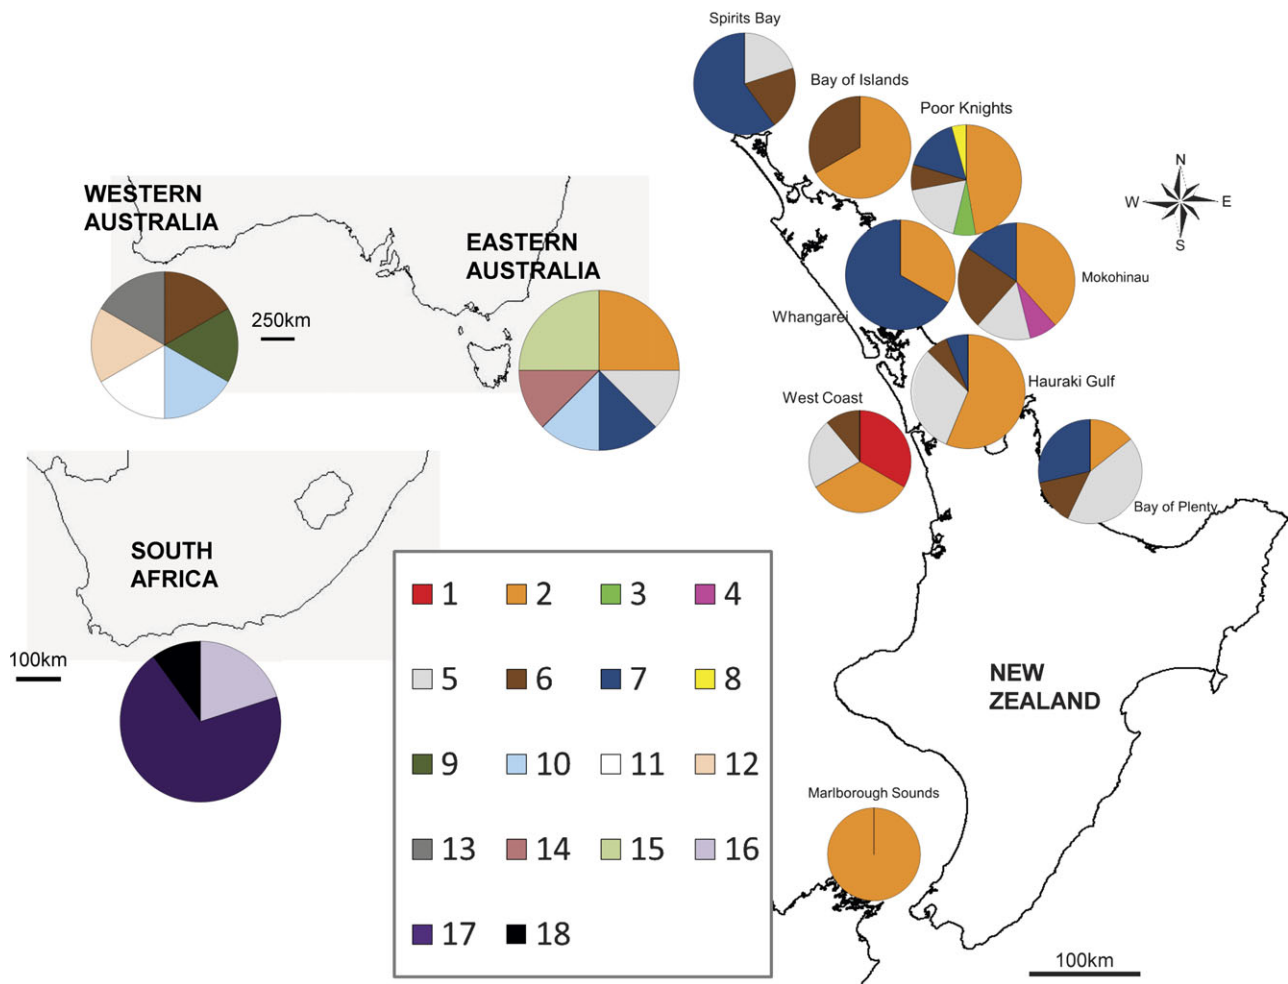 Spirits Bay
Bay of Islands
Poor Knights
N
W
E
S
WESTERN
AUSTRALIA
EASTERN
AUSTRALIA
250km
Whangarei
Mokohinau
Hauraki Gulf
West Coast
Bay of Plenty
SOUTH
AFRICA
100km
1 2 3 4
5 6 7 8
9 10 11 12
13 14 15 16
17 18
NEW
ZEALAND
Marlborough Sounds
100km